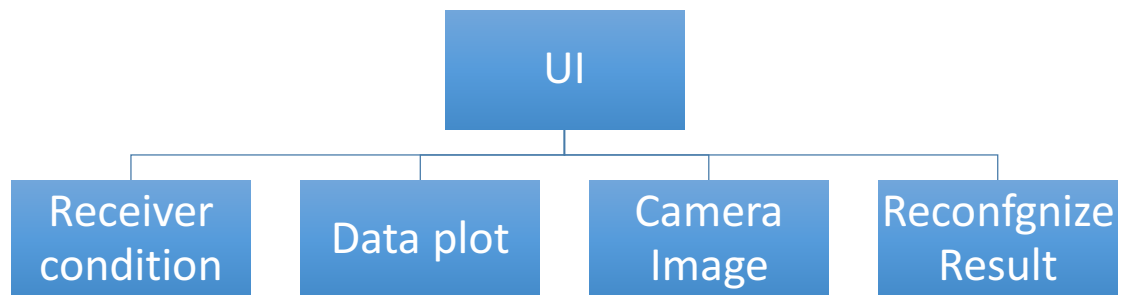 UI
Receiver
condition
Data plot
Camera
Image
Reconfgnize
Result